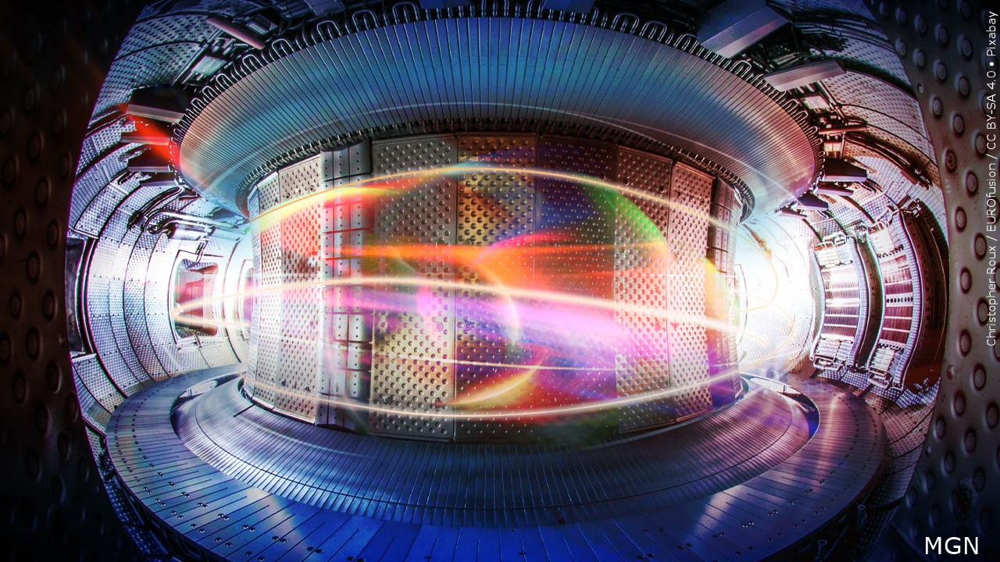 Christopher Roux / EUROfusion / CC BY-SA 4.0 • Pixabay
MGN